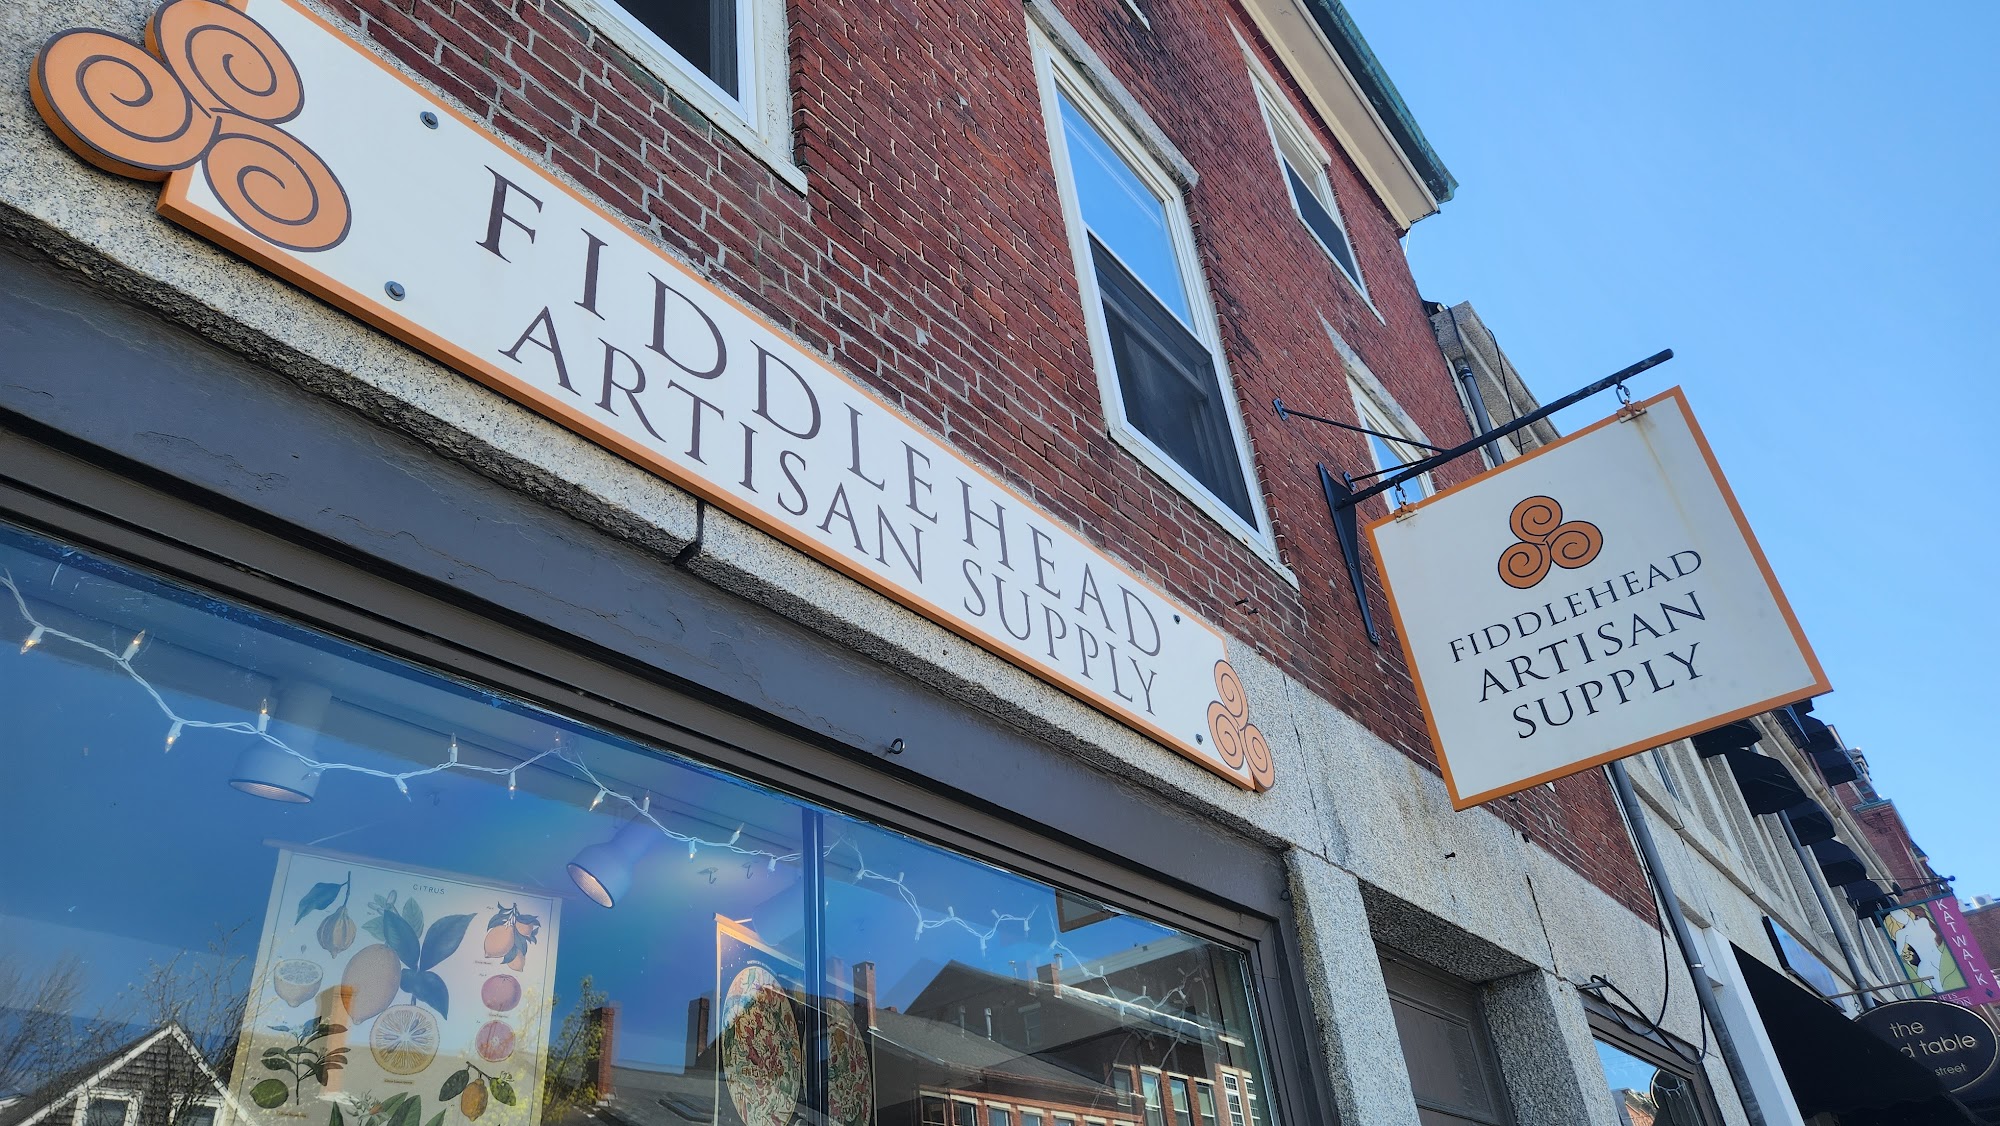 FIDDLEHEAD
ARTISAN SUPPLY
FIDDLEHEAD
ARTISAN
SUPPLY
CITRUS
KATWALK
the
table
street